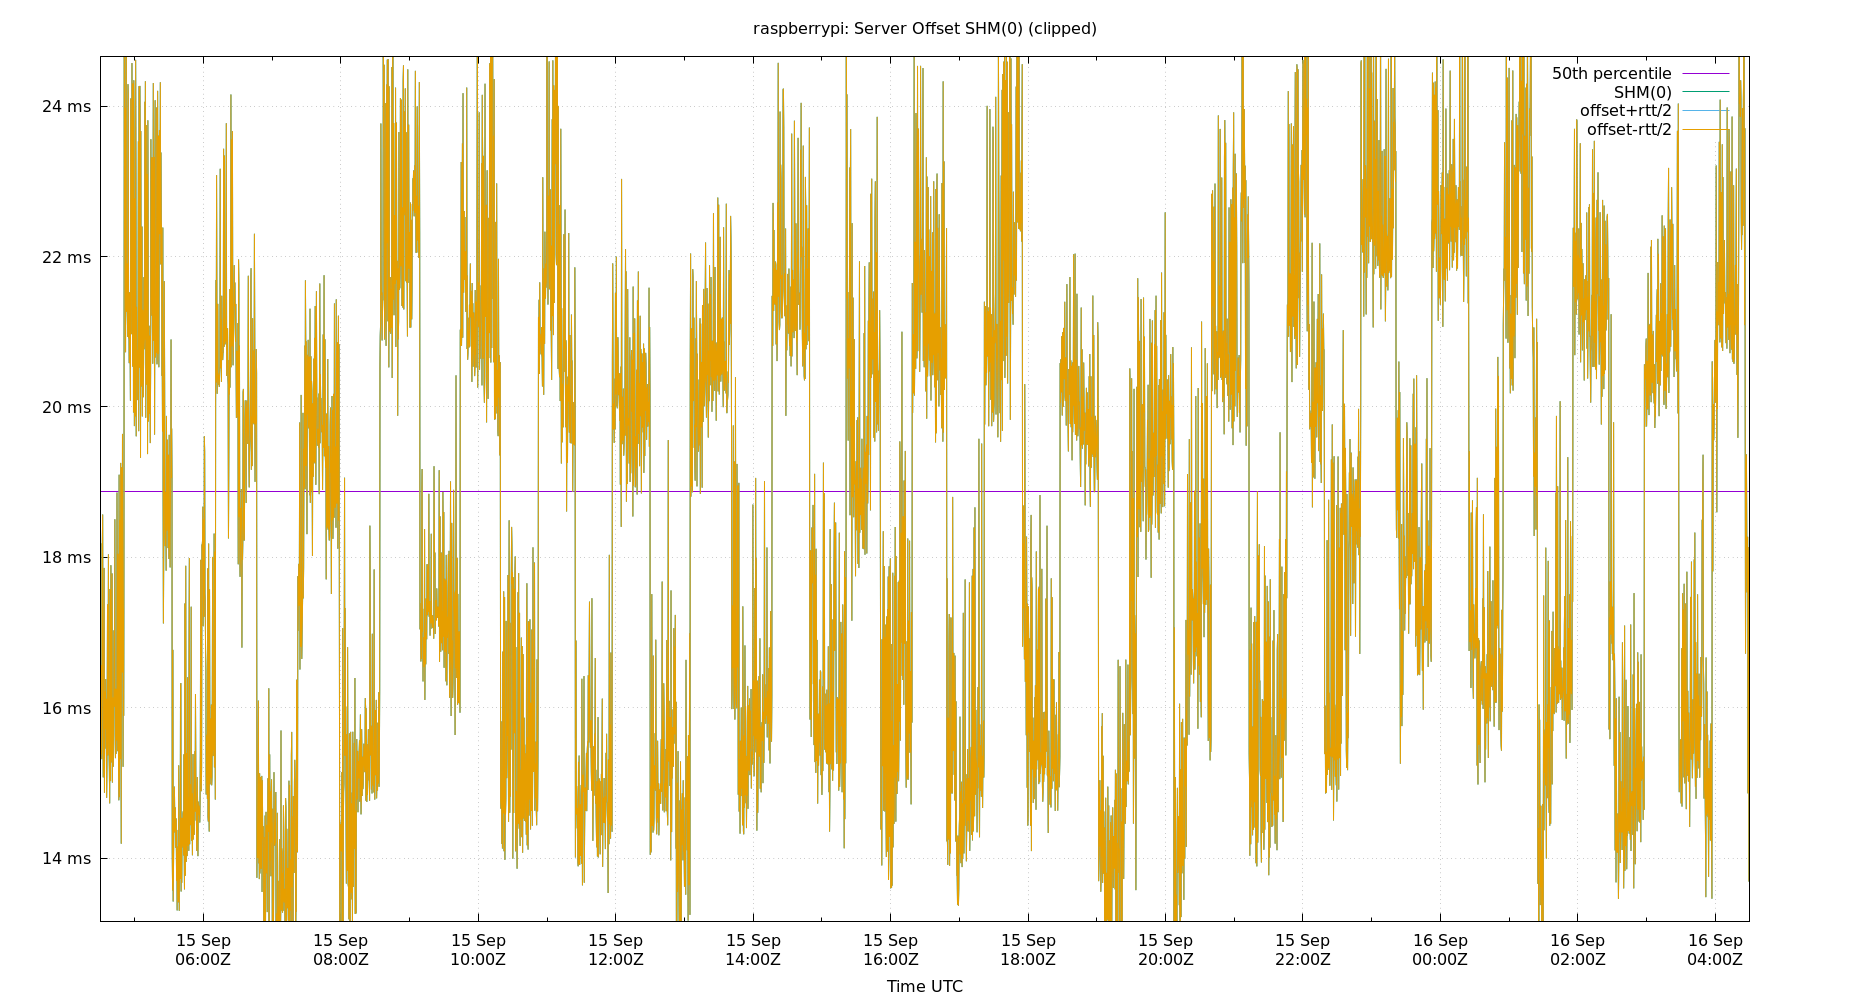 raspberrypi: Server Offset SHM(0) (clipped)
50th percentile
SHM(0)
offset+rtt/2
offset-rtt/2
24 ms
22 ms
20 ms
18 ms
16 ms
14 ms
15 Sep 15 Sep 15 Sep 15 Sep 15 Sep 15 Sep 15 Sep 15 Sep 15 Sep 16 Sep 16 Sep 16 Sep
06:00Z 08:00Z 10:00Z 12:00Z 14:00Z 16:00Z 18:00Z 20:00Z 22:00Z 00:00Z 02:00Z 04:00Z
Time UTC